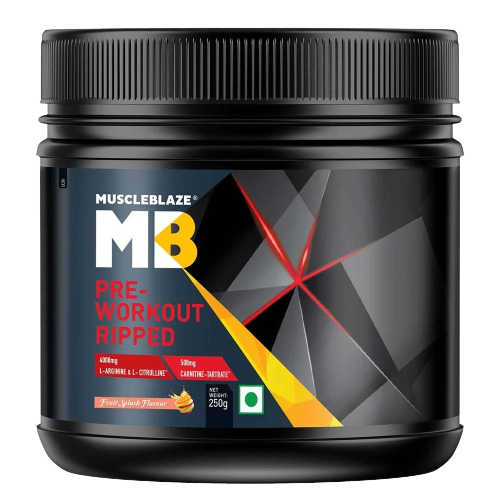 MUSCLEBLAZE®
MB
PRE-
WORKOUT
RIPPED
4000mg
L-ARGININE & L- CITRULLINE
500mg
CARNITINE-TARTRATE
Fruit Splash Flavour
NET
WEIGHT:
250g